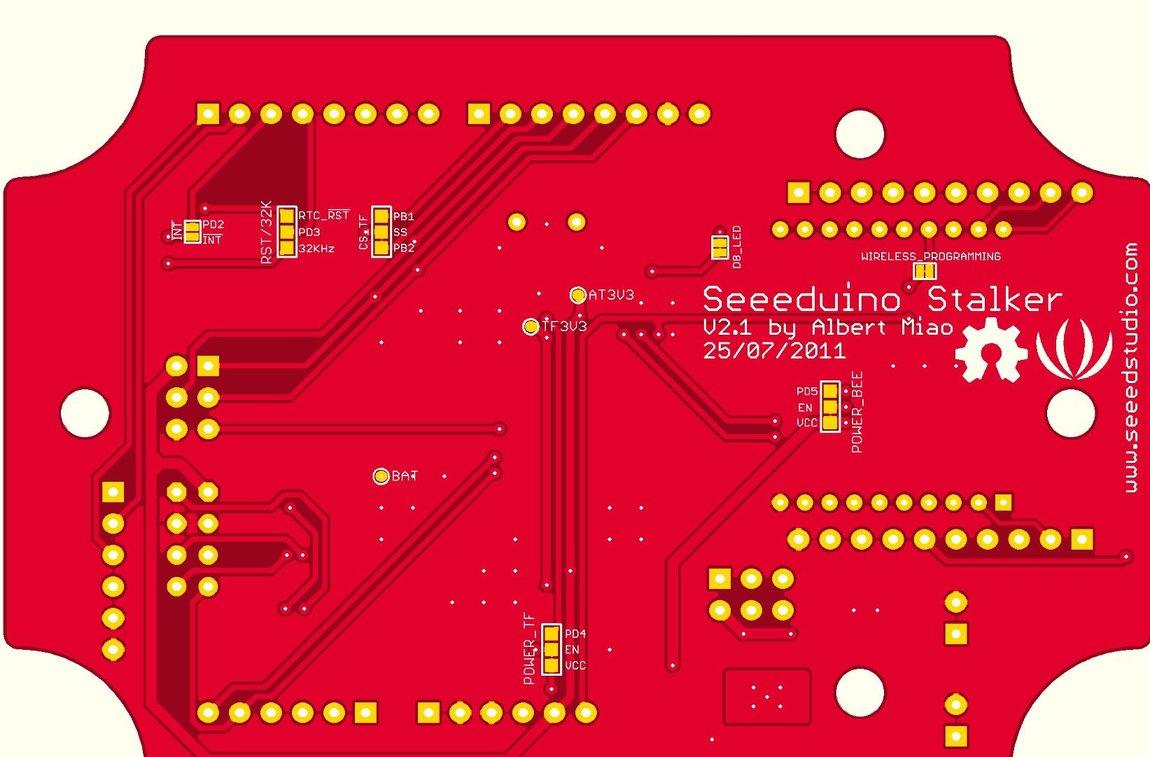 INT
PD2
INT
RST/32K
RTC_RST
PD3
32KHz
CS_TF
PB1
SS
PB2
DB_LED
WIRELESS_PROGRAMMING
AT3V3
TF3V3
Seeeduino Stalker
V2.1 by Albert Miao
25/07/2011
www.seeedstudio.com
PD5
EN
VCC
POWER_BEE
BAT
POWER_TF
PD4
EN
VCC